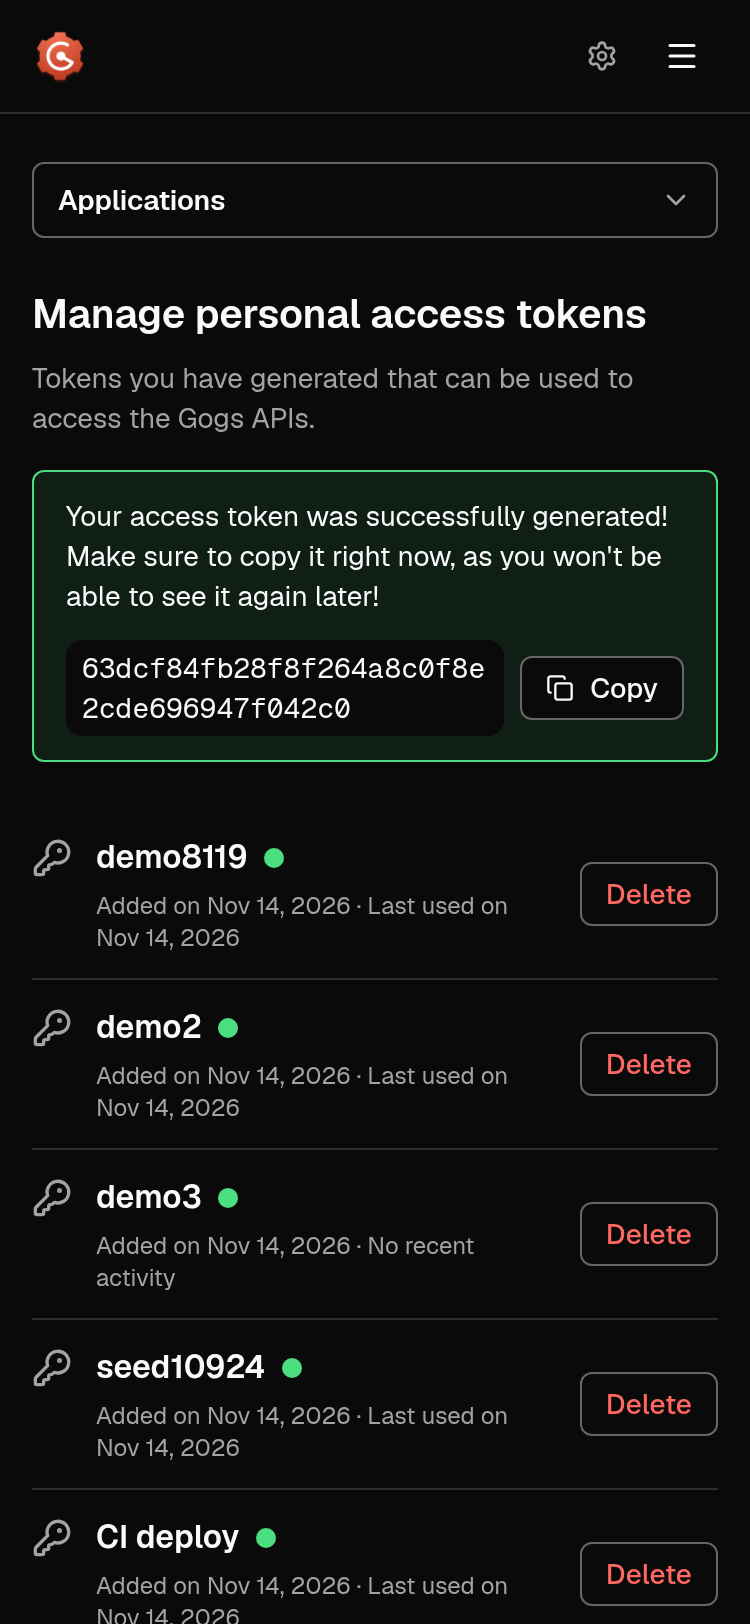 Applications
Manage personal access tokens
Tokens you have generated that can be used to
access the Gogs APIs.
Your access token was successfully generated!
Make sure to copy it right now, as you won't be
able to see it again later!
63dcf84fb28f8f264a8c0f8e
2cde696947f042c0
Copy
demo8119
Added on Nov 14, 2026 · Last used on
Nov 14, 2026
Delete
demo2
Added on Nov 14, 2026 · Last used on
Nov 14, 2026
Delete
demo3
Added on Nov 14, 2026 · No recent
activity
Delete
seed10924
Added on Nov 14, 2026 · Last used on
Nov 14, 2026
Delete
CI deploy
Added on Nov 14, 2026 · Last used on
Nov 14, 2026
Delete